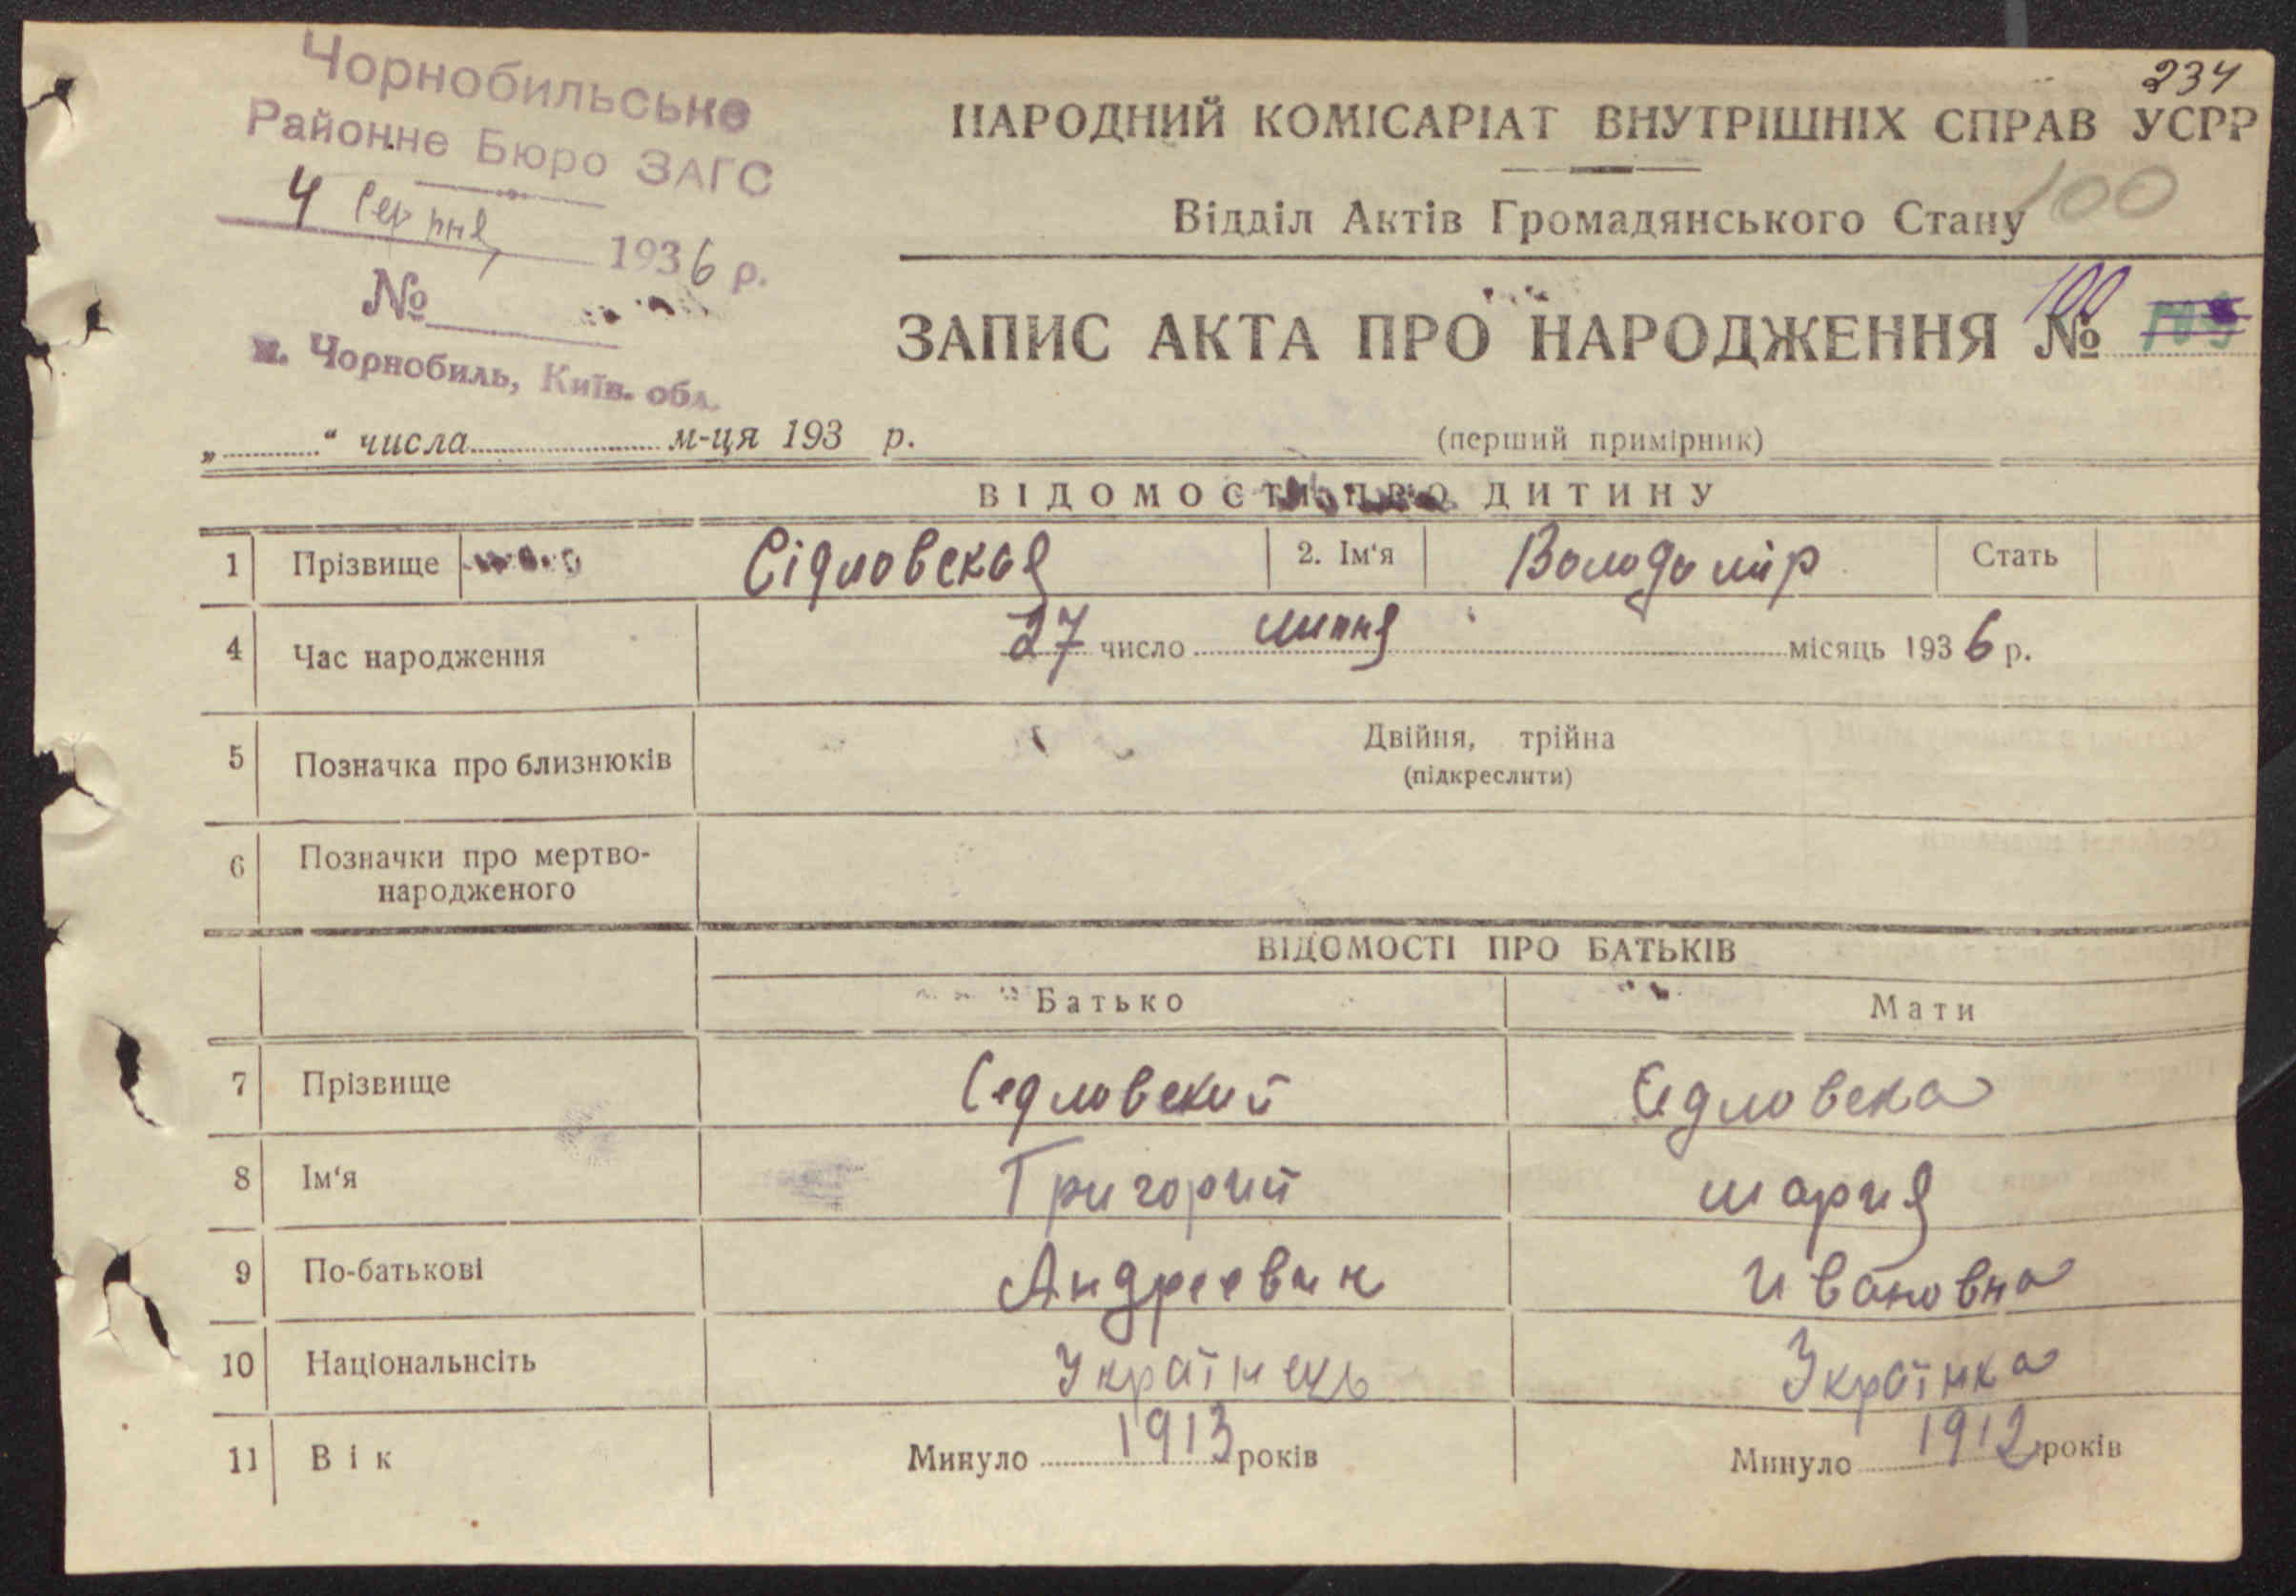 234
Чорнобильське
Районне Бюро ЗАГС
4 серпня 1936 р.
№
м. Чорнобиль, Київ. обл.
НАРОДНИЙ КОМІСАРІАТ ВНУТРІШНІХ СПРАВ УСРР
100
Відділ Актів Громадянського Стану
100
ЗАПИС АКТА ПРО НАРОДЖЕННЯ №
„ “ числа м-ця 193 р.
(перший примірник)
ВІДОМОСТИ ПРО ДИТИНУ
1 Прізвище Сідловская 2. Ім'я Володимір Стать
4 Час народження 27 число липня місяць 1936 р.
5 Позначка про близнюків Двійня, трійна
(підкреслити)
6 Позначки про мертво-
народженого
ВІДОМОСТІ ПРО БАТЬКІВ
Батько Мати
7 Прізвище Седловский Седловска
8 Ім'я Григорий Мария
9 По-батькові Андреевич Ивановна
10 Національнсіть Українець Українка
11 Вік Минуло 1913 років Минуло 1912 років